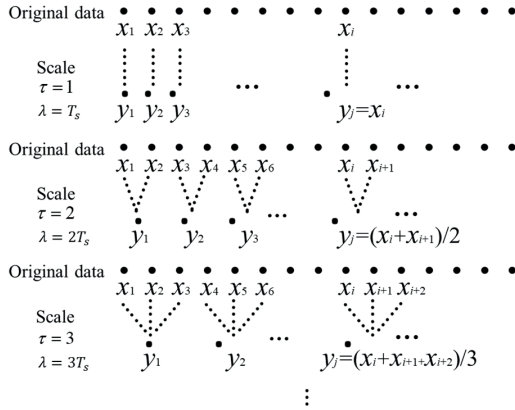 Original data
x₁ x₂ x₃ xᵢ
Scale
τ = 1 ... ...
λ = Tₛ y₁ y₂ y₃ yⱼ=xᵢ
Original data
x₁ x₂ x₃ x₄ x₅ x₆ xᵢ xᵢ₊₁
Scale
τ = 2 ... ...
λ = 2Tₛ y₁ y₂ y₃ yⱼ=(xᵢ+xᵢ₊₁)/2
Original data
x₁ x₂ x₃ x₄ x₅ x₆ xᵢ xᵢ₊₁ xᵢ₊₂
Scale
τ = 3 ... ...
λ = 3Tₛ y₁ y₂ yⱼ=(xᵢ+xᵢ₊₁₊xᵢ₊₂)/3